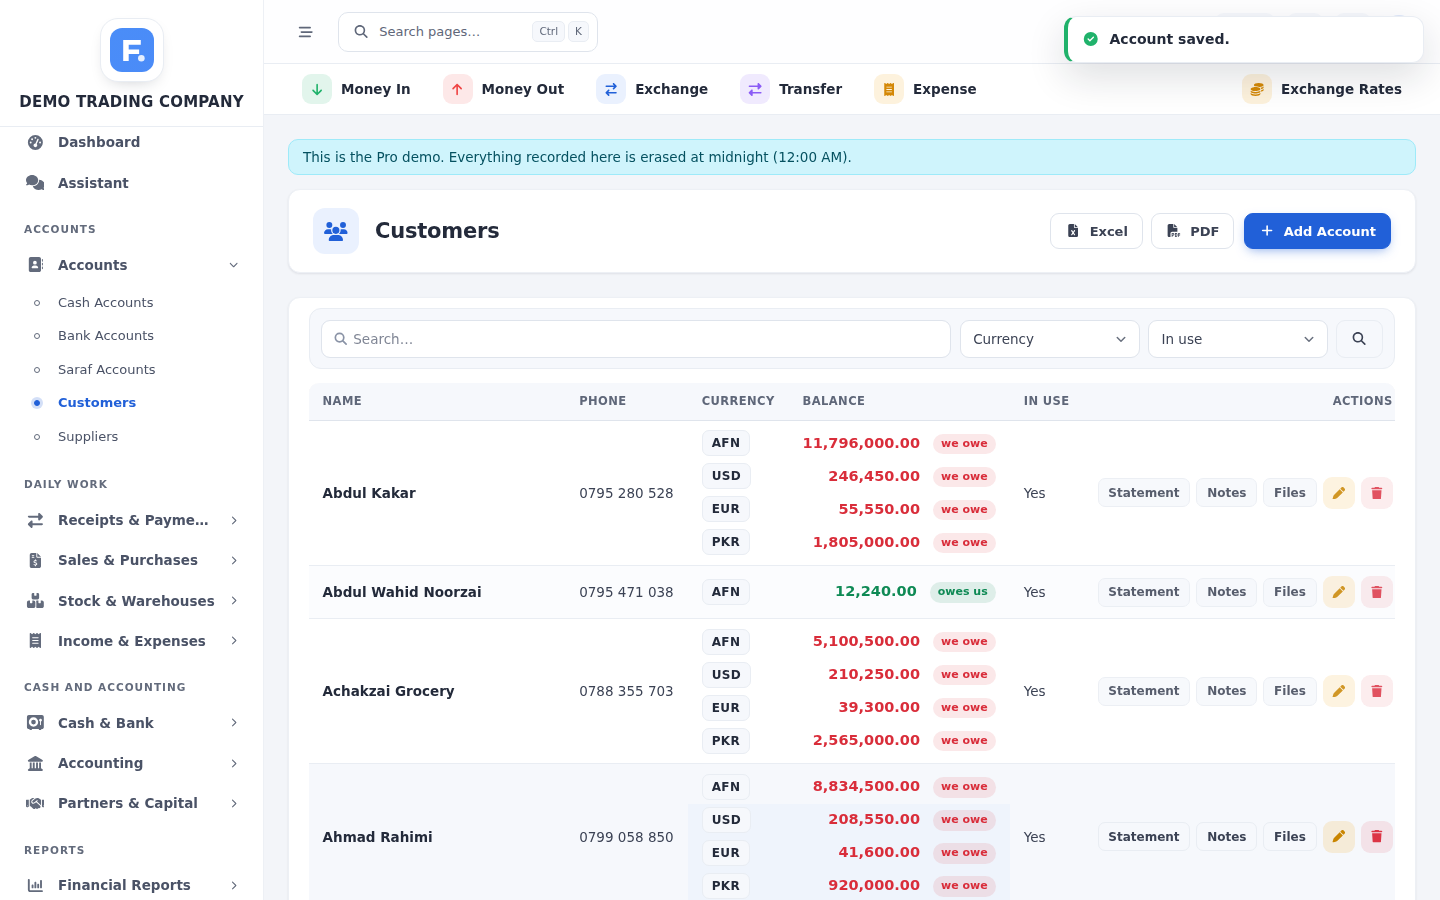 F.
DEMO TRADING COMPANY
Dashboard
Assistant
ACCOUNTS
Accounts
Cash Accounts
Bank Accounts
Saraf Accounts
Customers
Suppliers
DAILY WORK
Receipts & Payme...
Sales & Purchases
Stock & Warehouses
Income & Expenses
CASH AND ACCOUNTING
Cash & Bank
Accounting
Partners & Capital
REPORTS
Financial Reports
Search pages... Ctrl K
Account saved.
Money In Money Out Exchange Transfer Expense Exchange Rates
This is the Pro demo. Everything recorded here is erased at midnight (12:00 AM).
Customers Excel PDF + Add Account
Search... Currency In use
NAME PHONE CURRENCY BALANCE IN USE ACTIONS
AFN 11,796,000.00 we owe
USD 246,450.00 we owe
Abdul Kakar 0795 280 528 Yes Statement Notes Files
EUR 55,550.00 we owe
PKR 1,805,000.00 we owe
Abdul Wahid Noorzai 0795 471 038 AFN 12,240.00 owes us Yes Statement Notes Files
AFN 5,100,500.00 we owe
USD 210,250.00 we owe
Achakzai Grocery 0788 355 703 Yes Statement Notes Files
EUR 39,300.00 we owe
PKR 2,565,000.00 we owe
AFN 8,834,500.00 we owe
USD 208,550.00 we owe
Ahmad Rahimi 0799 058 850 Yes Statement Notes Files
EUR 41,600.00 we owe
PKR 920,000.00 we owe